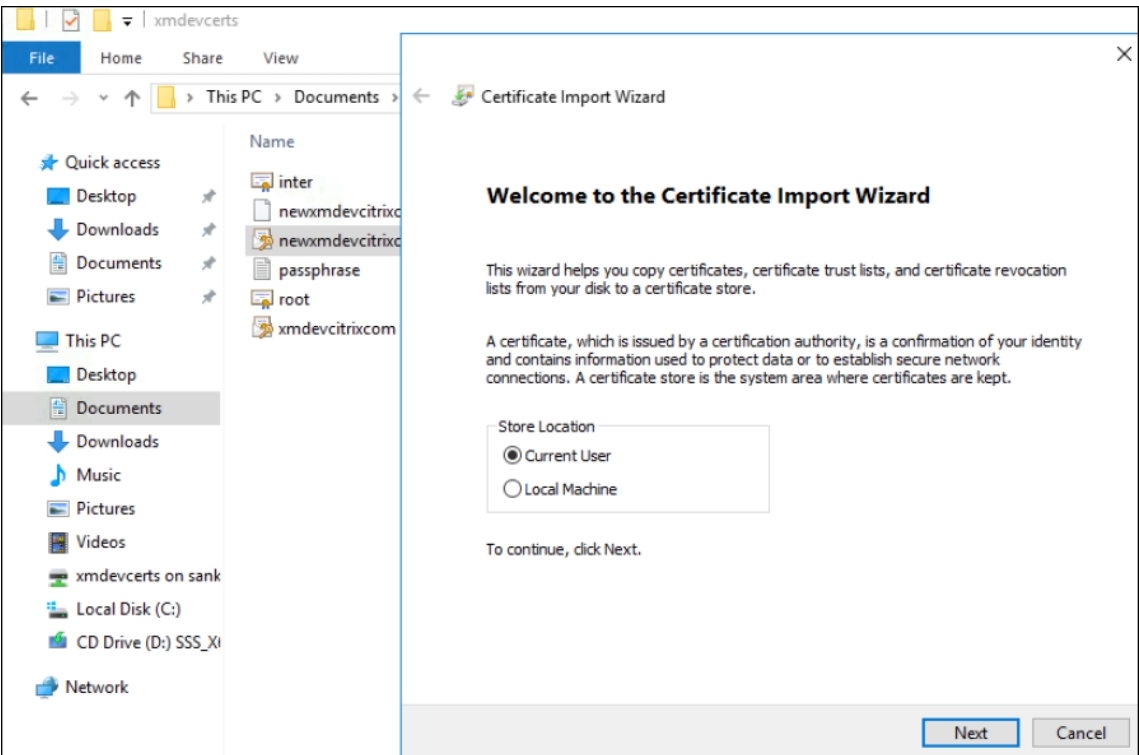 xmdevcerts
File Home Share View
This PC > Documents >
Name
Quick access
Desktop
Downloads
Documents
Pictures
This PC
Desktop
Documents
Downloads
Music
Pictures
Videos
xmdevcerts on sank
Local Disk (C:)
CD Drive (D:) SSS_X
Network
inter
newxmdevcitrixc
newxmdevcitrixc
passphrase
root
xmdevcitrixcom
Certificate Import Wizard
Welcome to the Certificate Import Wizard
This wizard helps you copy certificates, certificate trust lists, and certificate revocation
lists from your disk to a certificate store.
A certificate, which is issued by a certification authority, is a confirmation of your identity
and contains information used to protect data or to establish secure network
connections. A certificate store is the system area where certificates are kept.
Store Location
Current User
Local Machine
To continue, click Next.
Next Cancel